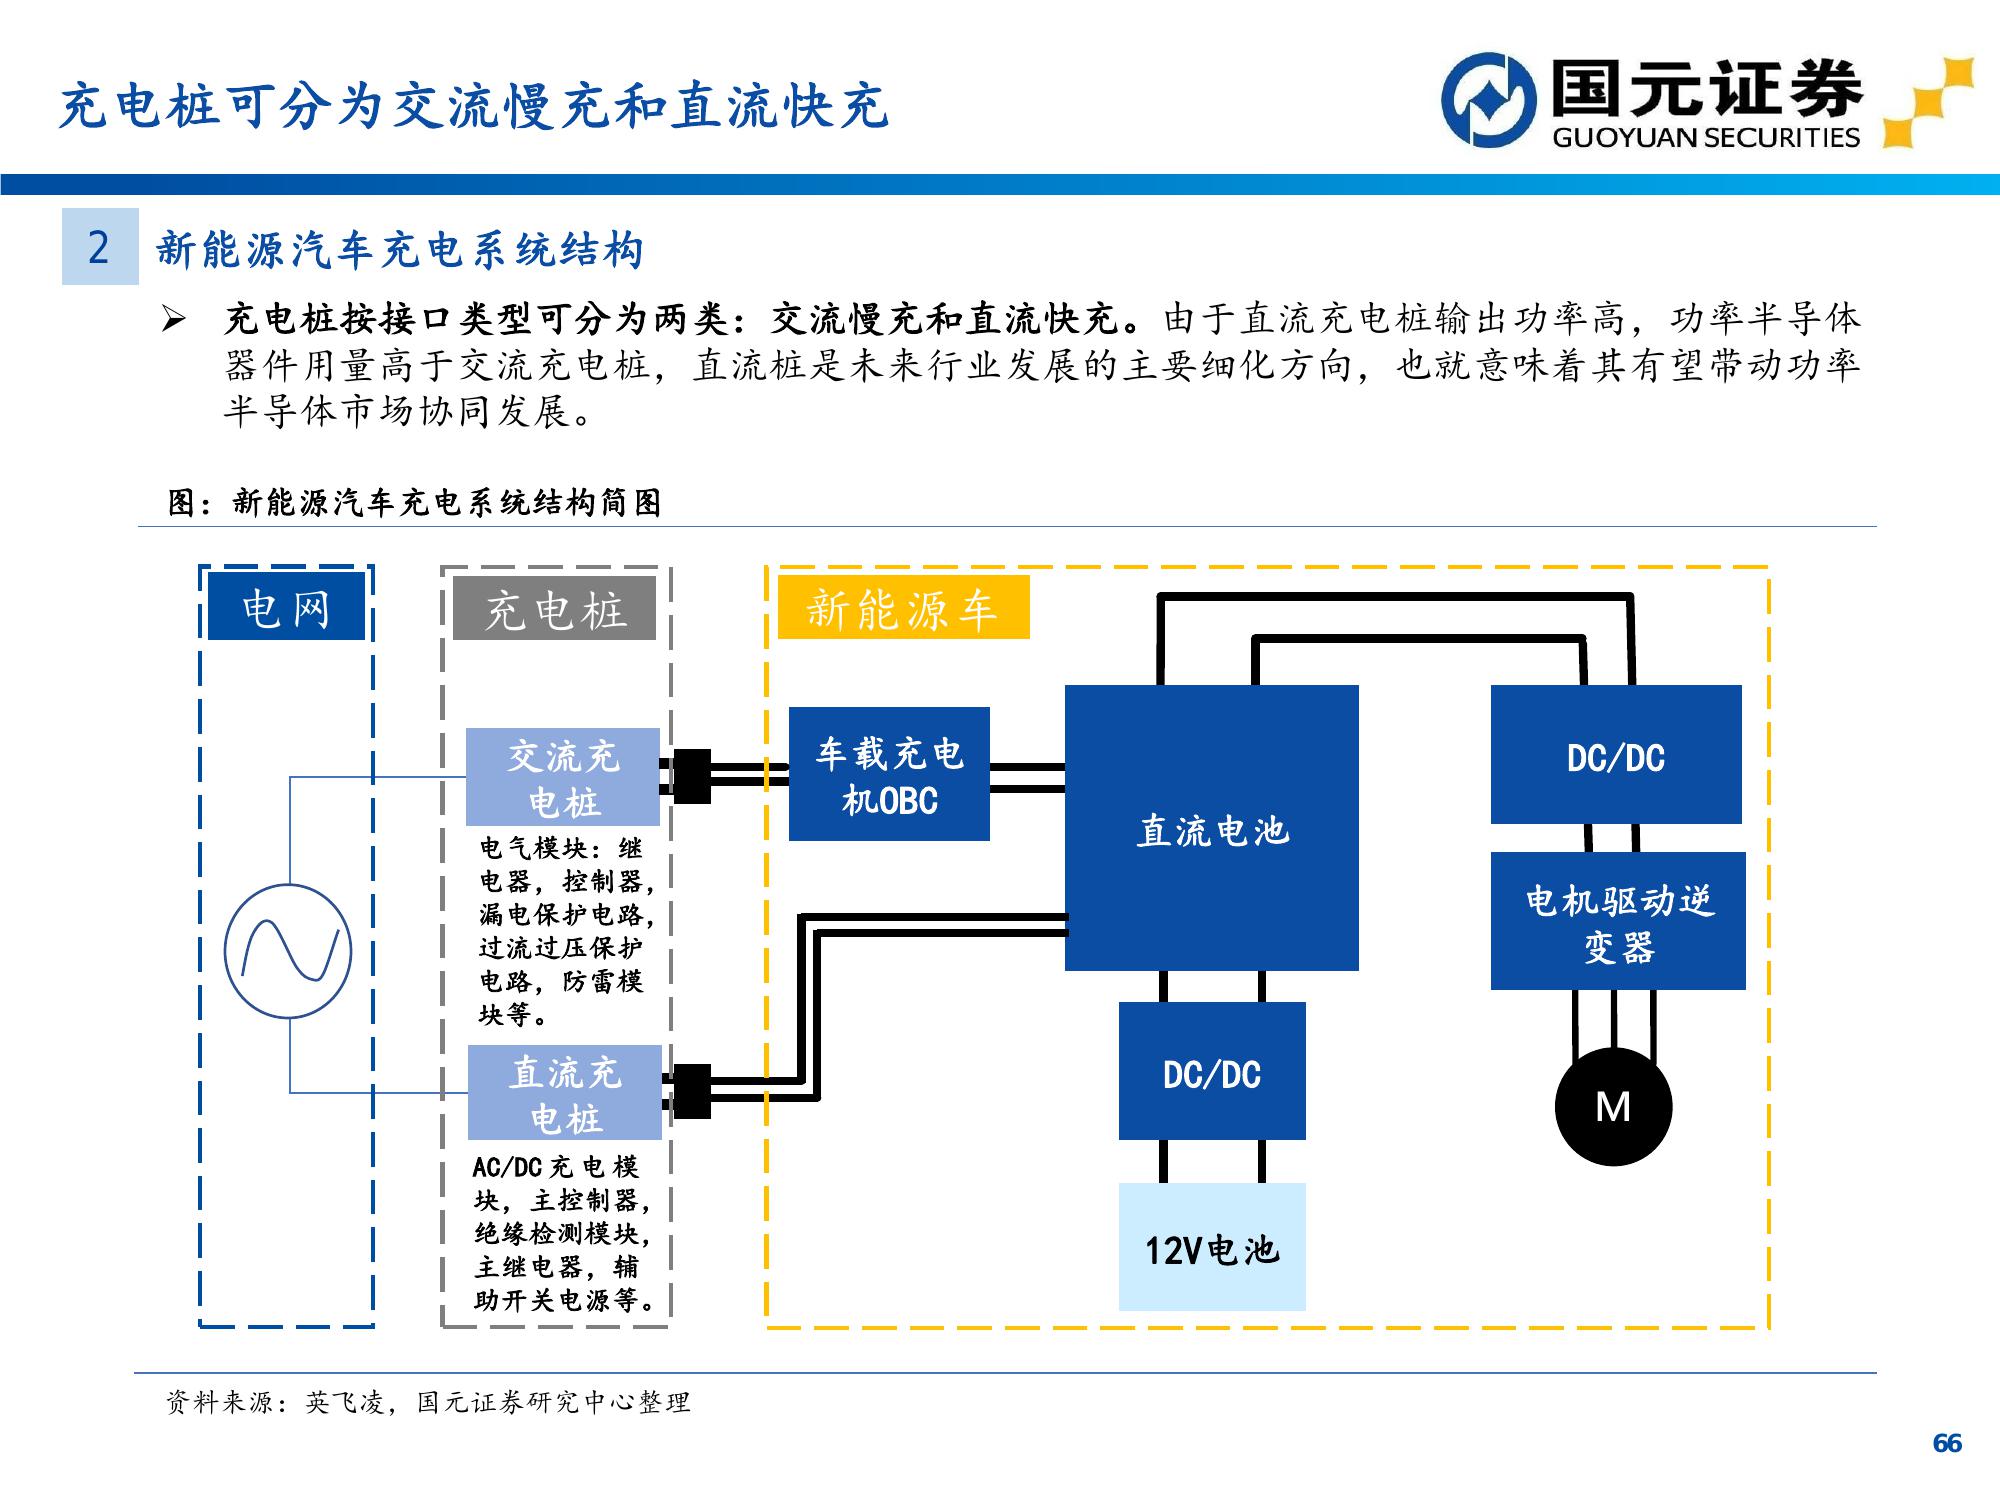 充电桩可分为交流慢充和直流快充
国元证券
GUOYUAN SECURITIES
2
新能源汽车充电系统结构
➢ 充电桩按接口类型可分为两类：交流慢充和直流快充。由于直流充电桩输出功率高，功率半导体
器件用量高于交流充电桩，直流桩是未来行业发展的主要细化方向，也就意味着其有望带动功率
半导体市场协同发展。
图：新能源汽车充电系统结构简图
电网
充电桩
新能源车
交流充
电桩
电气模块：继
电器，控制器，
漏电保护电路，
过流过压保护
电路，防雷模
块等。
直流充
电桩
AC/DC充电模
块，主控制器，
绝缘检测模块，
主继电器，辅
助开关电源等。
车载充电
机OBC
直流电池
DC/DC
12V电池
DC/DC
电机驱动逆
变器
M
资料来源：英飞凌，国元证券研究中心整理
66